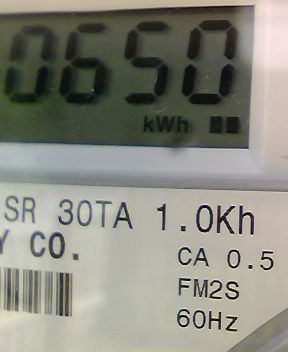 0650
kWh
SR 30TA 1.0Kh
Y CO.
CA 0.5
FM2S
60Hz